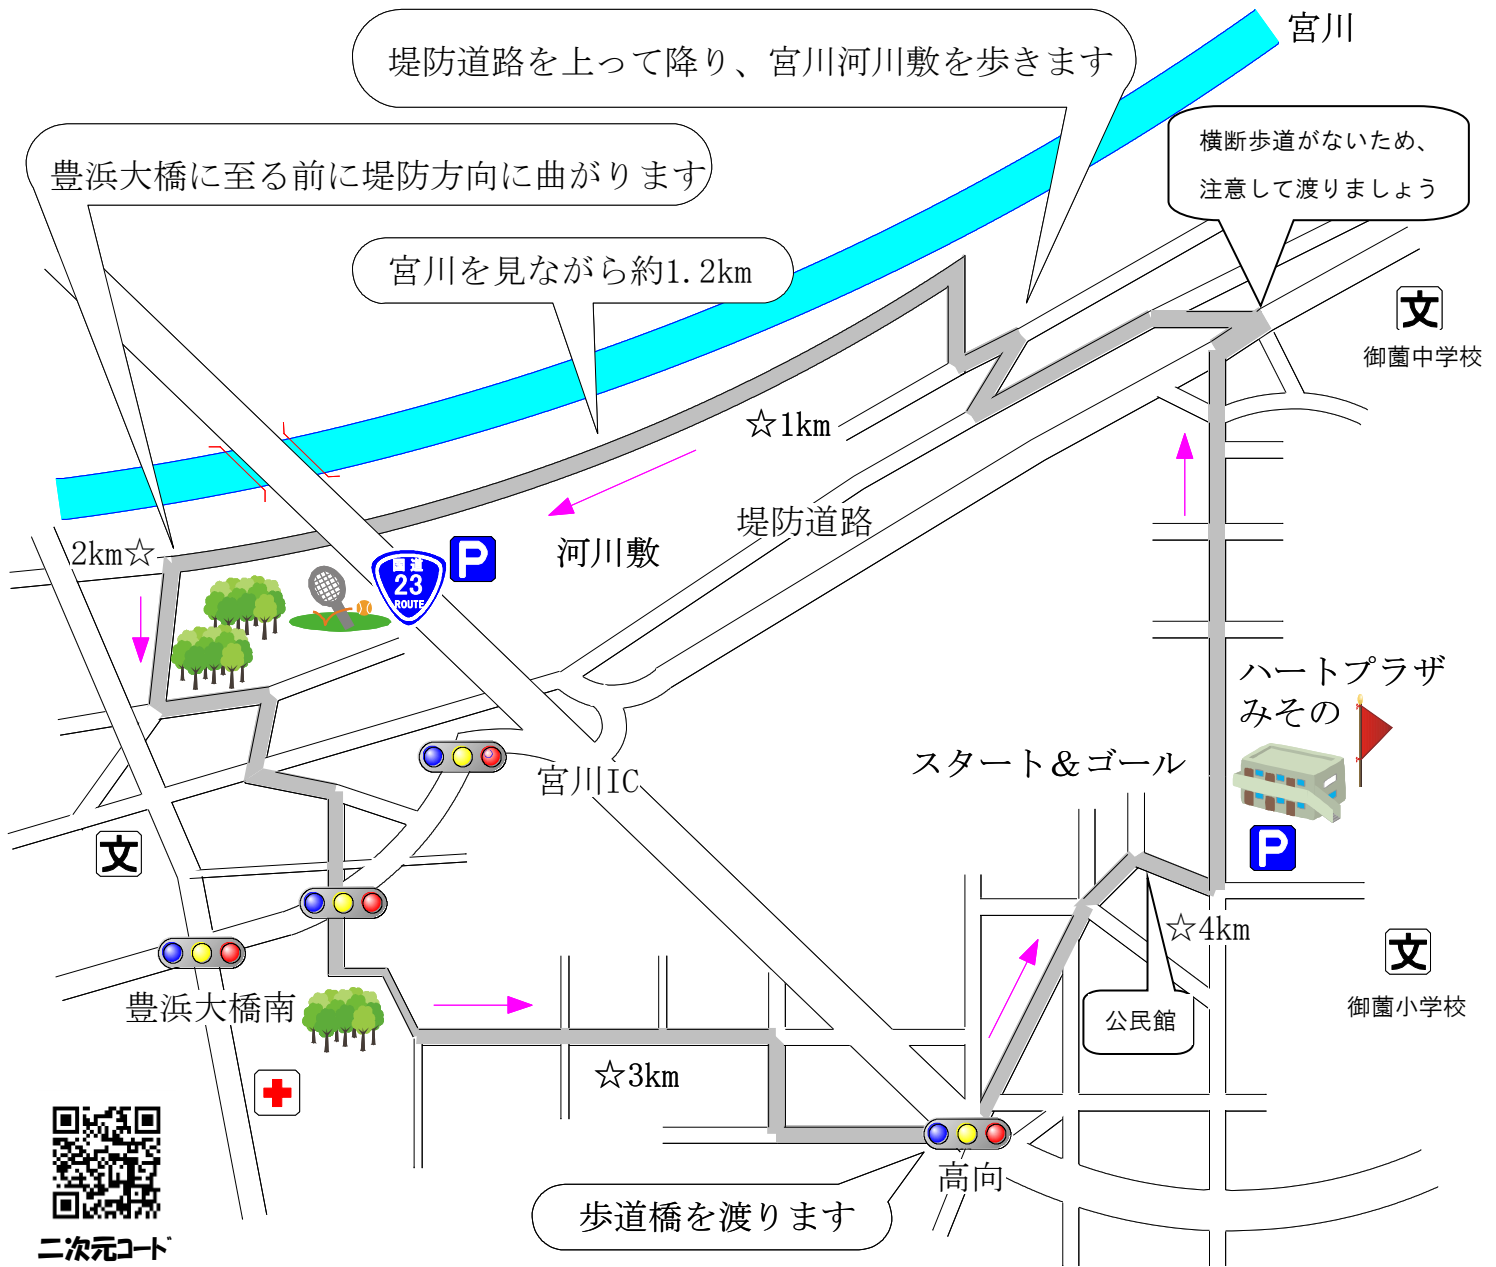 宮川
堤防道路を上って降り、宮川河川敷を歩きます
横断歩道がないため、
注意して渡りましょう
豊浜大橋に至る前に堤防方向に曲がります
宮川を見ながら約1.2km
文
御薗中学校
☆1km
堤防道路
河川敷
2km☆
国道
23
ROUTE
P
ハートプラザ
みその
スタート＆ゴール
宮川IC
P
文
☆4km
文
御薗小学校
豊浜大橋南
公民館
☆3km
高向
歩道橋を渡ります
二次元コード